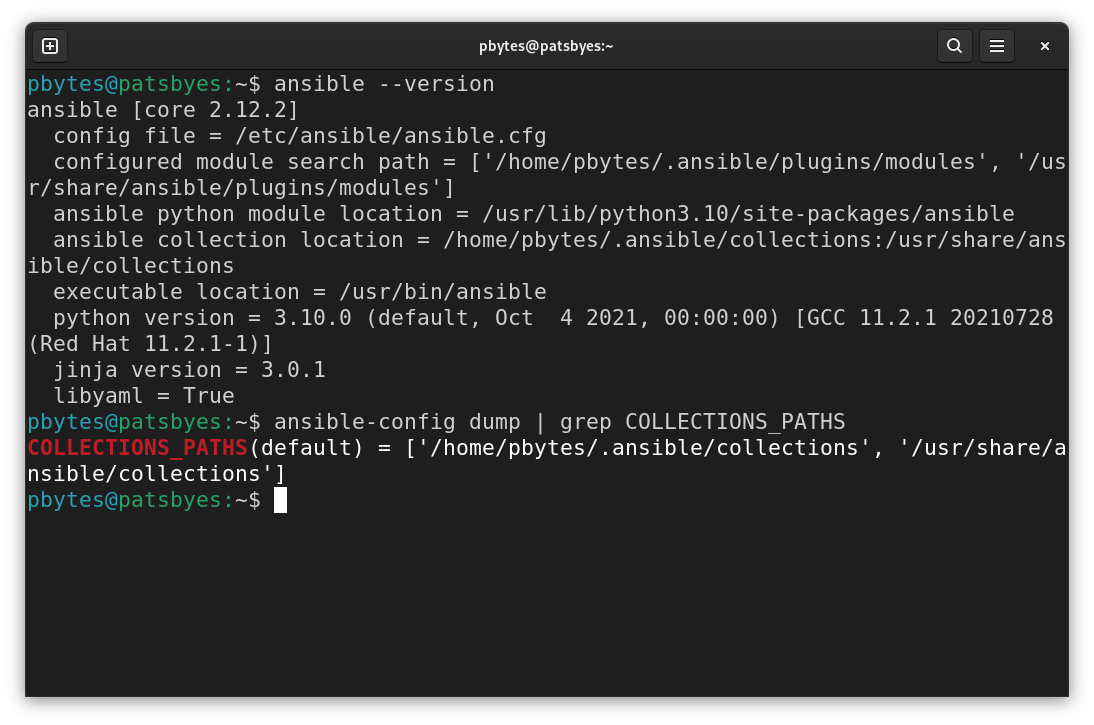 pbytes@patsbyes:~
pbytes@patsbyes:~$ ansible --version
ansible [core 2.12.2]
  config file = /etc/ansible/ansible.cfg
  configured module search path = ['/home/pbytes/.ansible/plugins/modules', '/us
r/share/ansible/plugins/modules']
  ansible python module location = /usr/lib/python3.10/site-packages/ansible
  ansible collection location = /home/pbytes/.ansible/collections:/usr/share/ans
ible/collections
  executable location = /usr/bin/ansible
  python version = 3.10.0 (default, Oct  4 2021, 00:00:00) [GCC 11.2.1 20210728
(Red Hat 11.2.1-1)]
  jinja version = 3.0.1
  libyaml = True
pbytes@patsbyes:~$ ansible-config dump | grep COLLECTIONS_PATHS
COLLECTIONS_PATHS(default) = ['/home/pbytes/.ansible/collections', '/usr/share/a
nsible/collections']
pbytes@patsbyes:~$